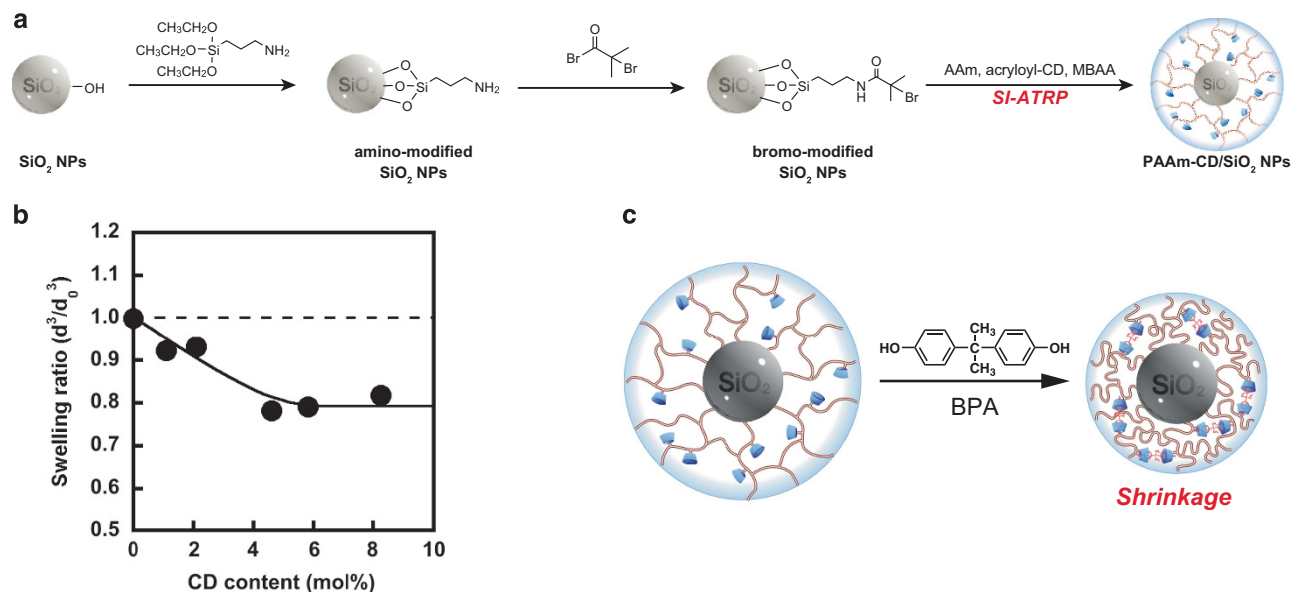 a
CH3CH2O
CH3CH2O
CH3CH2O
Si
NH2
SiO2
OH
SiO2 NPs
SiO2
O
O
O
Si
NH2
amino-modified
SiO2 NPs
O
Br
Br
SiO2
O
O
O
Si
N
H
O
Br
bromo-modified
SiO2 NPs
AAm, acryloyl-CD, MBAA
SI-ATRP
SiO2
PAAm-CD/SiO2 NPs
b
Swelling ratio (d³/d₀³)
1.2
1.1
1.0
0.9
0.8
0.7
0.6
0.5
0 2 4 6 8 10
CD content (mol%)
c
SiO2
HO
CH3
CH3
OH
BPA
SiO2
Shrinkage